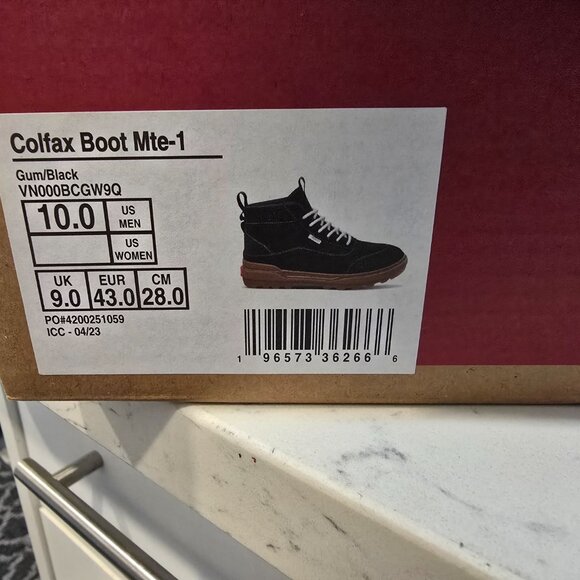 Colfax Boot Mte-1
Gum/Black
VN000BCGW9Q
10.0 US MEN
US WOMEN
UK 9.0 EUR 43.0 CM 28.0
PO#4200251059
ICC - 04/23
1 96573 36266 6